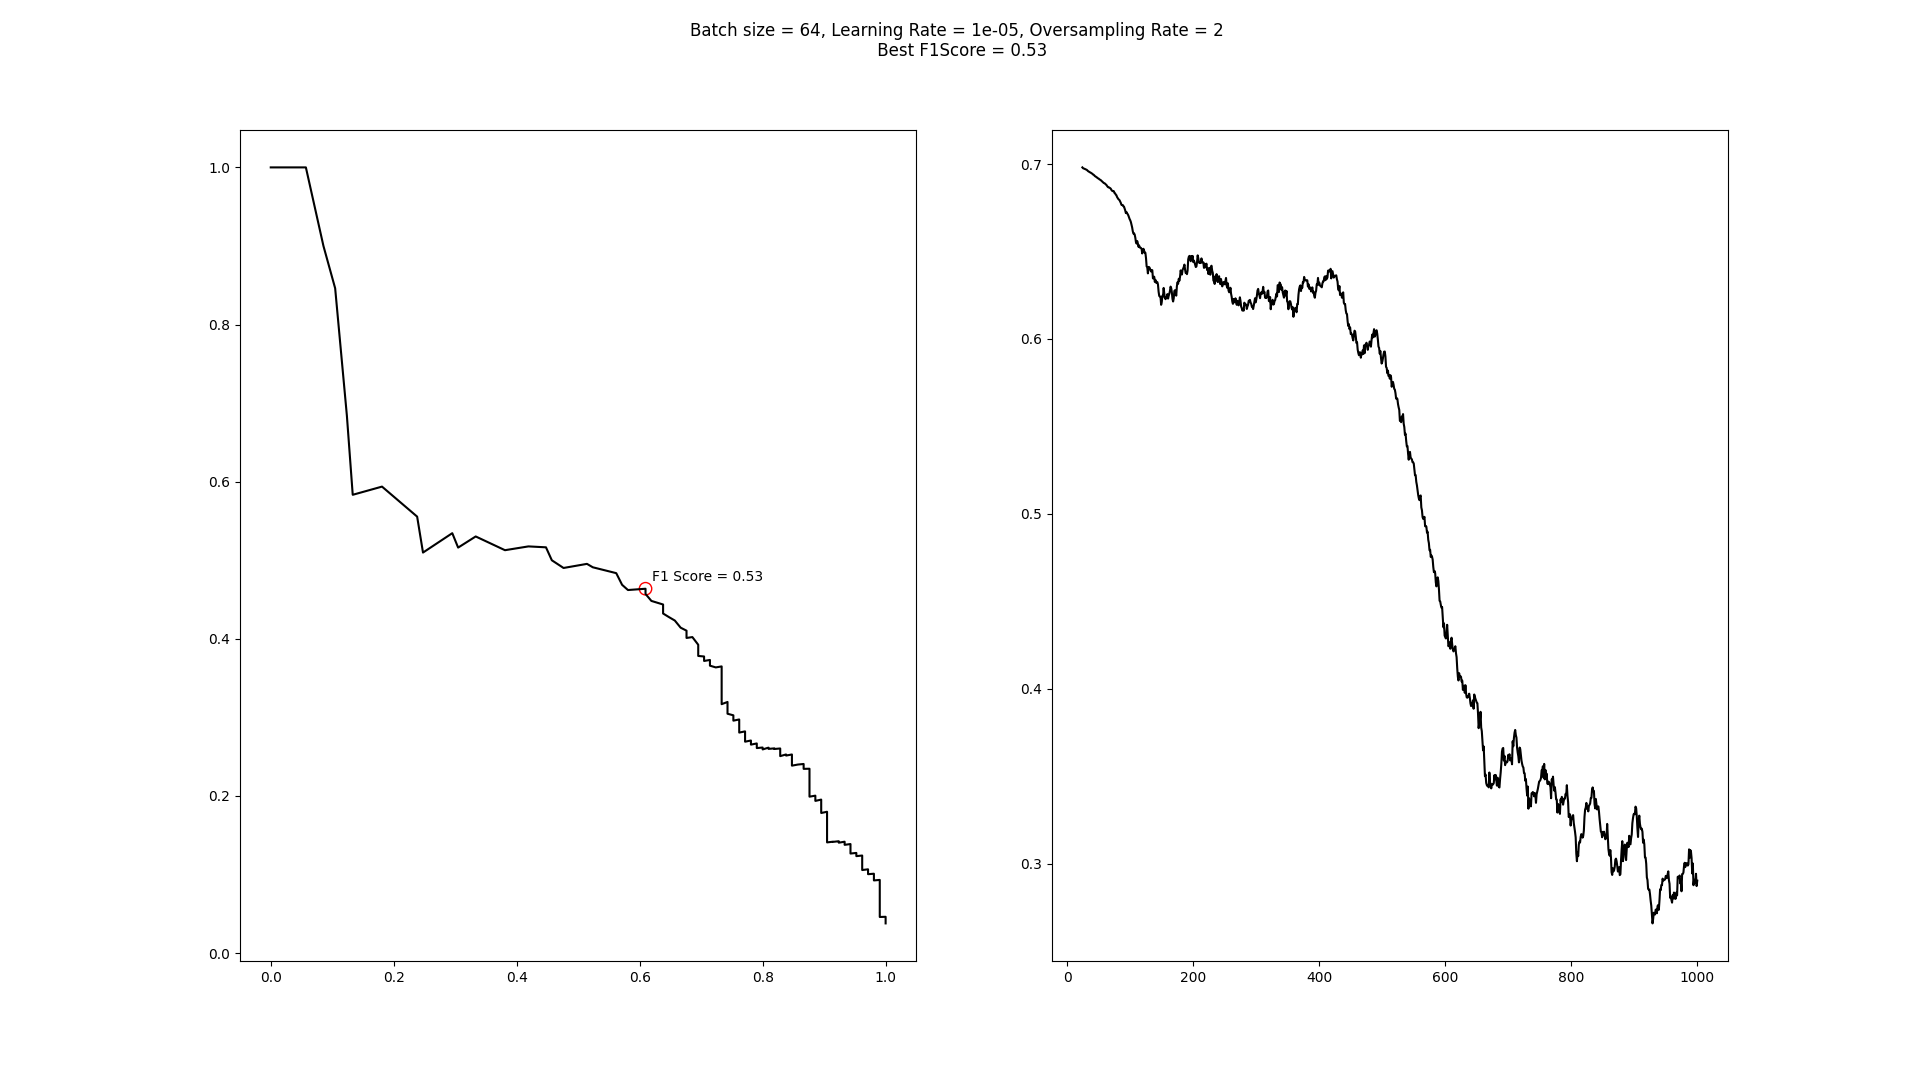 Batch size = 64, Learning Rate = 1e-05, Oversampling Rate = 2
Best F1Score = 0.53
1.0
0.8
0.6
0.4
0.2
0.0
F1 Score = 0.53
0.0 0.2 0.4 0.6 0.8 1.0
0.7
0.6
0.5
0.4
0.3
0 200 400 600 800 1000